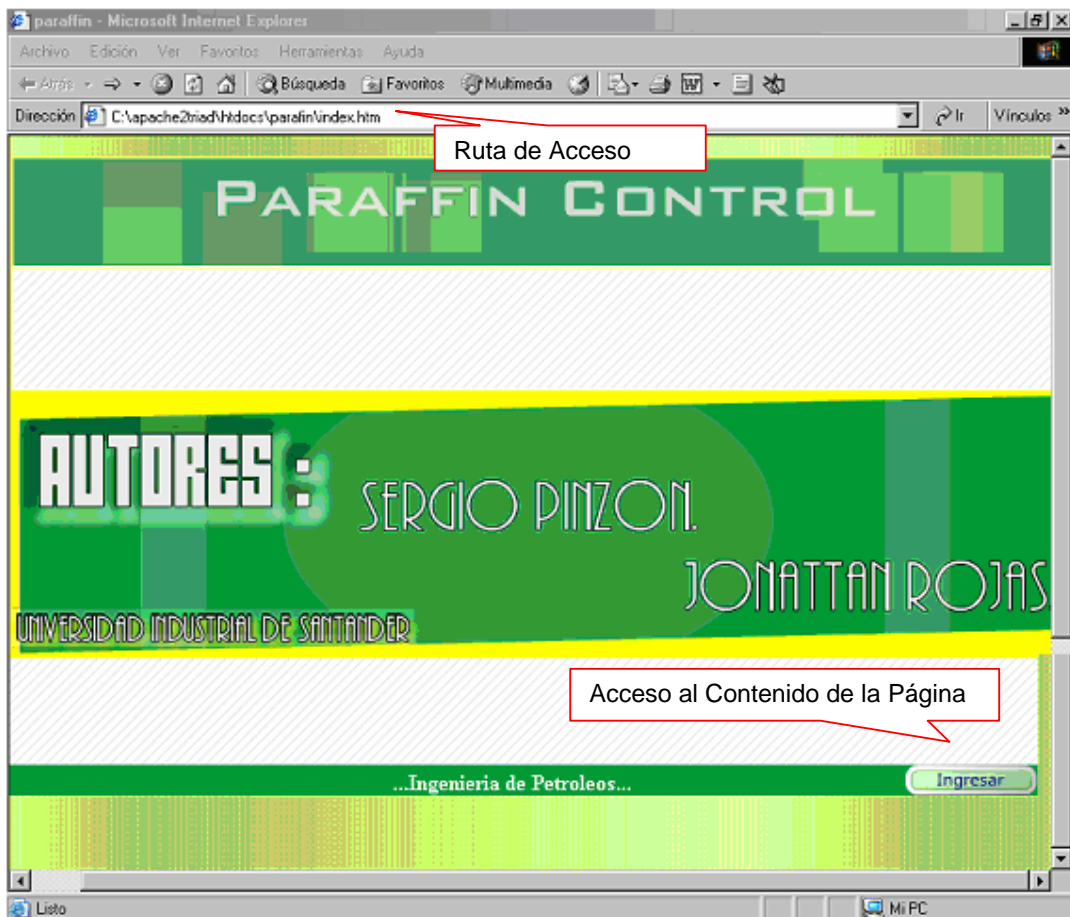 paraffin - Microsoft Internet Explorer
Archivo Edición Ver Favoritos Herramientas Ayuda
Atrás Búsqueda Favoritos Multimedia
Dirección C:\apache2triad\htdocs\parafin\index.htm Ir Vínculos »
Ruta de Acceso
PARAFFIN CONTROL
AUTORES :
SERGIO PINZON.
JONATTAN ROJAS.
UNIVERSIDAD INDUSTRIAL DE SANTANDER
Acceso al Contenido de la Página
...Ingenieria de Petroleos...
Ingresar
Listo
Mi PC